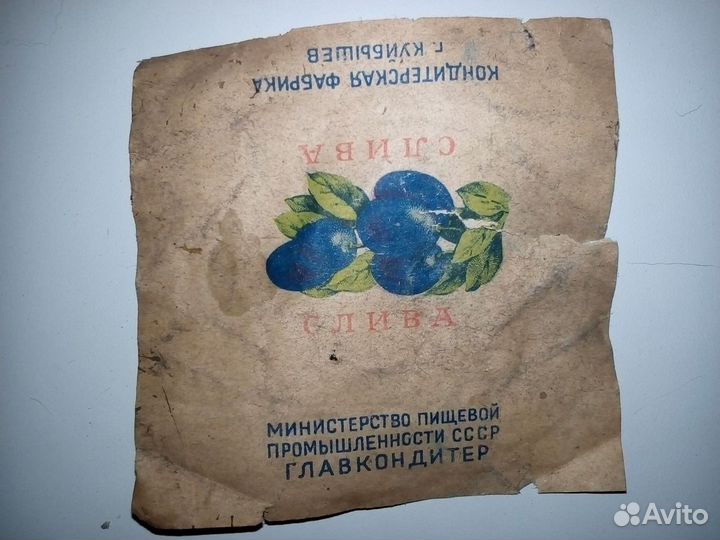 КОНДИТЕРСКАЯ ФАБРИКА
Г. КУЙБЫШЕВ
СЛИВА
СЛИВА
МИНИСТЕРСТВО ПИЩЕВОЙ
ПРОМЫШЛЕННОСТИ СССР
ГЛАВКОНДИТЕР
Avito